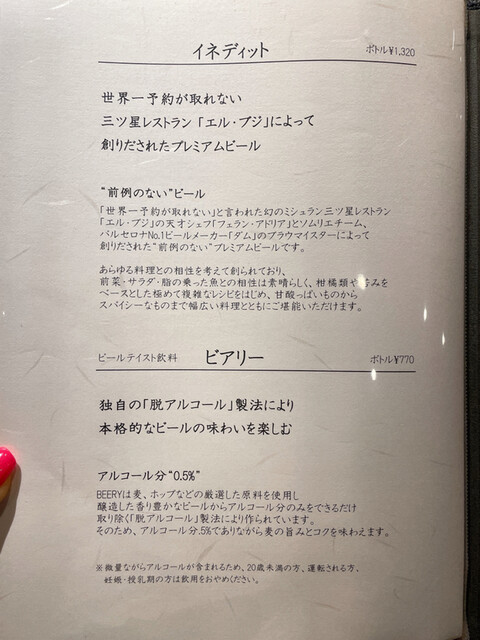 イネディット ボトル¥1,320
世界一予約が取れない
三ツ星レストラン「エル・ブジ」によって
創りだされたプレミアムビール
“前例のない”ビール
「世界一予約が取れない」と言われた幻のミシュラン三ツ星レストラン
「エル・ブジ」の天才シェフ「フェラン・アドリア」とソムリエチーム、
バルセロナNo.1ビールメーカー「ダム」のブラウマイスターによって
創りだされた“前例のない”プレミアムビールです。
あらゆる料理との相性を考えて創られており、
前菜・サラダ・脂の乗った魚との相性は素晴らしく、柑橘類や苦みを
ベースとした極めて複雑なレシピをはじめ、甘酸っぱいものから
スパイシーなものまで幅広い料理とともにご堪能いただけます。
ビールテイスト飲料 ビアリー ボトル¥770
独自の「脱アルコール」製法により
本格的なビールの味わいを楽しむ
アルコール分“0.5%”
BEERYは麦、ホップなどの厳選した原料を使用し
醸造した香り豊かなビールからアルコール分のみをできるだけ
取り除く「脱アルコール」製法により作られています。
そのため、アルコール分.5%でありながら麦の旨みとコクを味わえます。
※微量ながらアルコールが含まれるため、20歳未満の方、運転される方、
妊娠・授乳期の方は飲用をおやめください。